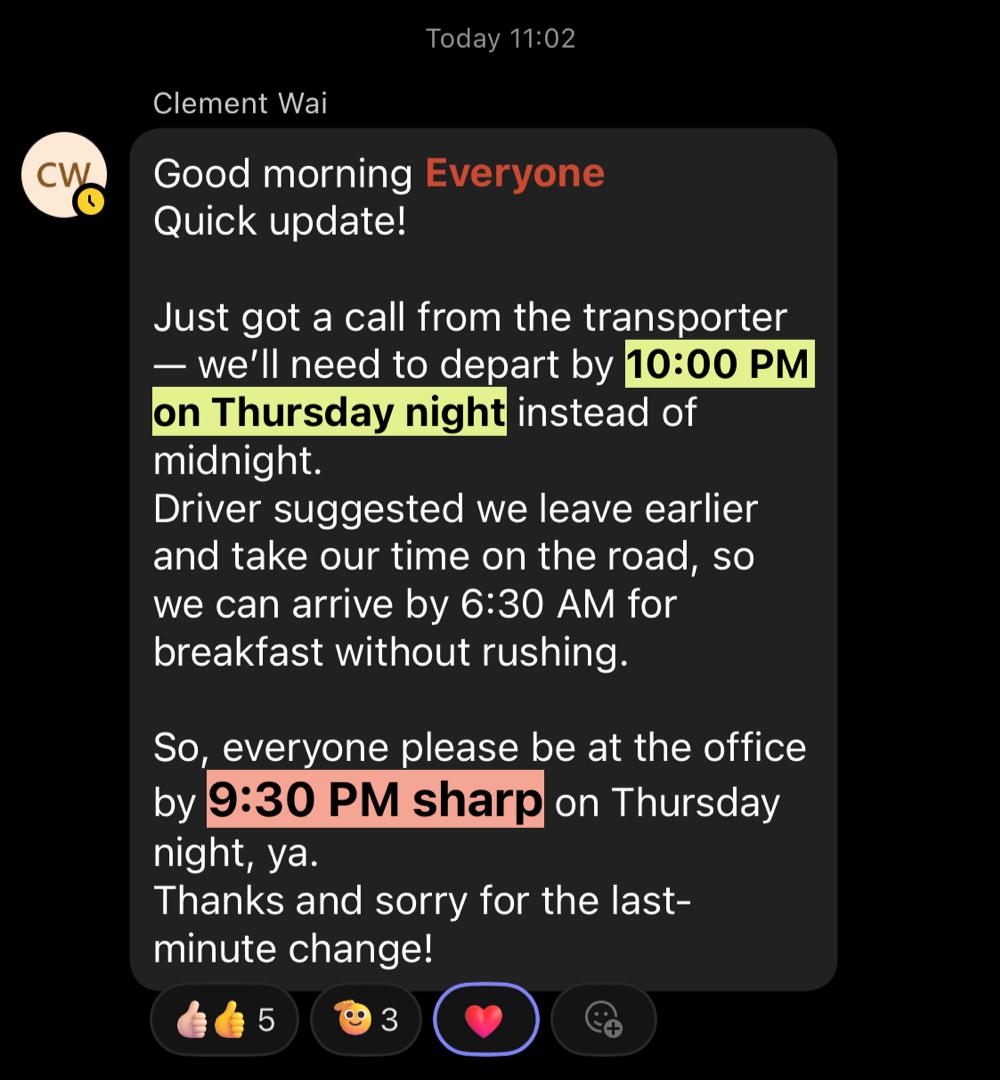 Today 11:02
Clement Wai
CW
Good morning Everyone
Quick update!
Just got a call from the transporter
— we’ll need to depart by 10:00 PM
on Thursday night instead of
midnight.
Driver suggested we leave earlier
and take our time on the road, so
we can arrive by 6:30 AM for
breakfast without rushing.
So, everyone please be at the office
by 9:30 PM sharp on Thursday
night, ya.
Thanks and sorry for the last-
minute change!
5 3